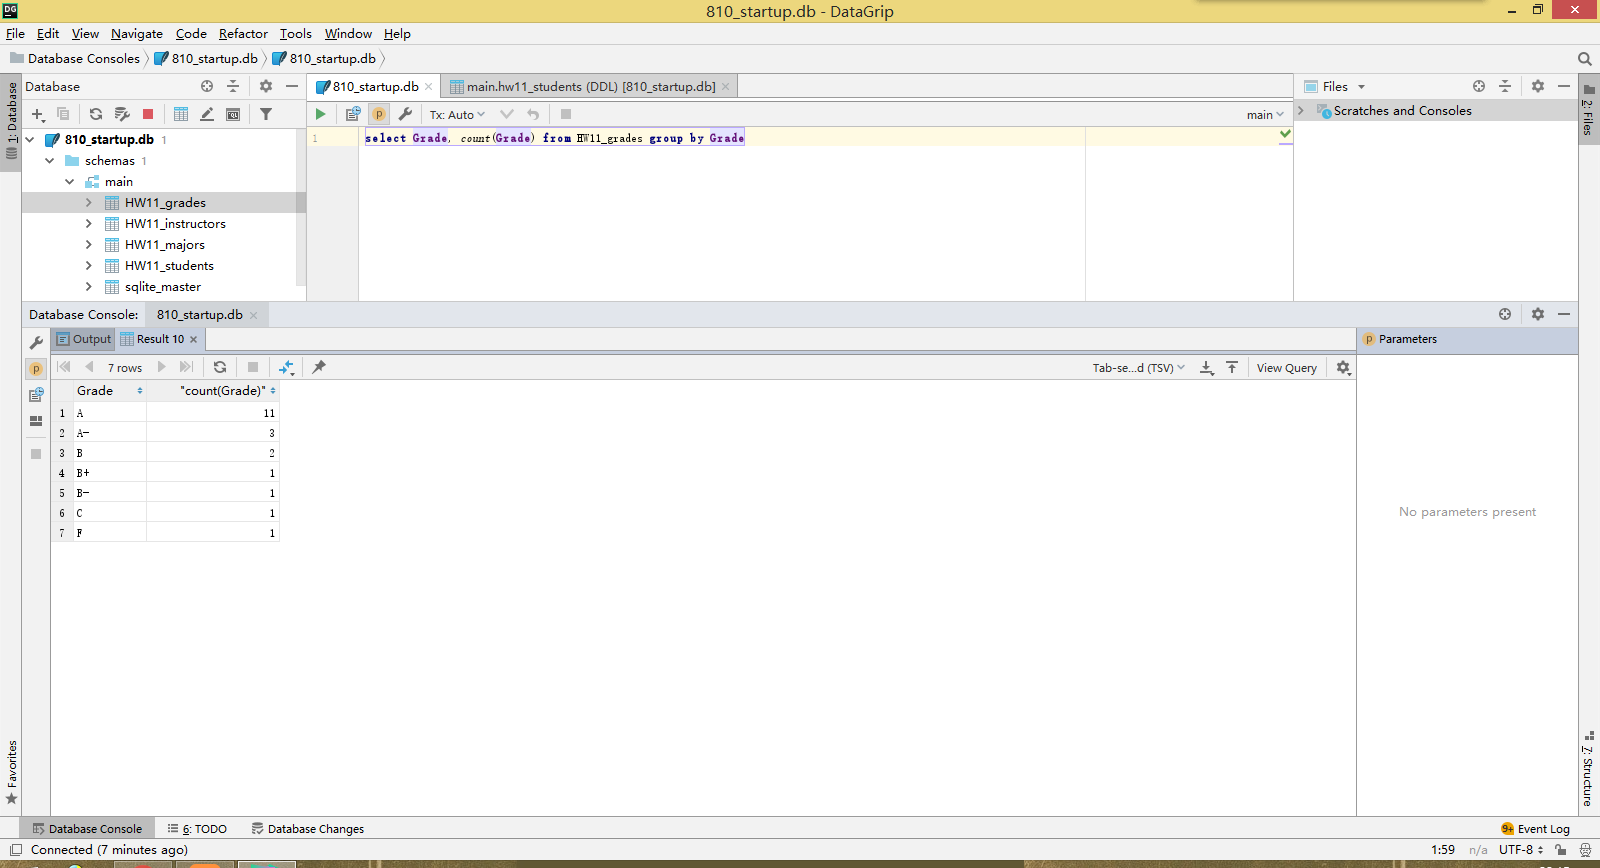 DG
810_startup.db - DataGrip
File Edit View Navigate Code Refactor Tools Window Help
Database Consoles 810_startup.db 810_startup.db
1: Database
Database
810_startup.db 1
schemas 1
main
HW11_grades
HW11_instructors
HW11_majors
HW11_students
sqlite_master
810_startup.db main.hw11_students (DDL) [810_startup.db]
Tx: Auto main
1 select Grade, count(Grade) from HW11_grades group by Grade
Files
Scratches and Consoles
2: Files
Database Console: 810_startup.db
Output Result 10
7 rows Tab-se...d (TSV) View Query
Grade "count(Grade)"
1 A 11
2 A- 3
3 B 2
4 B+ 1
5 B- 1
6 C 1
7 F 1
Parameters
No parameters present
Favorites
7: Structure
Database Console 6: TODO Database Changes
9+ Event Log
Connected (7 minutes ago) 1:59 n/a UTF-8